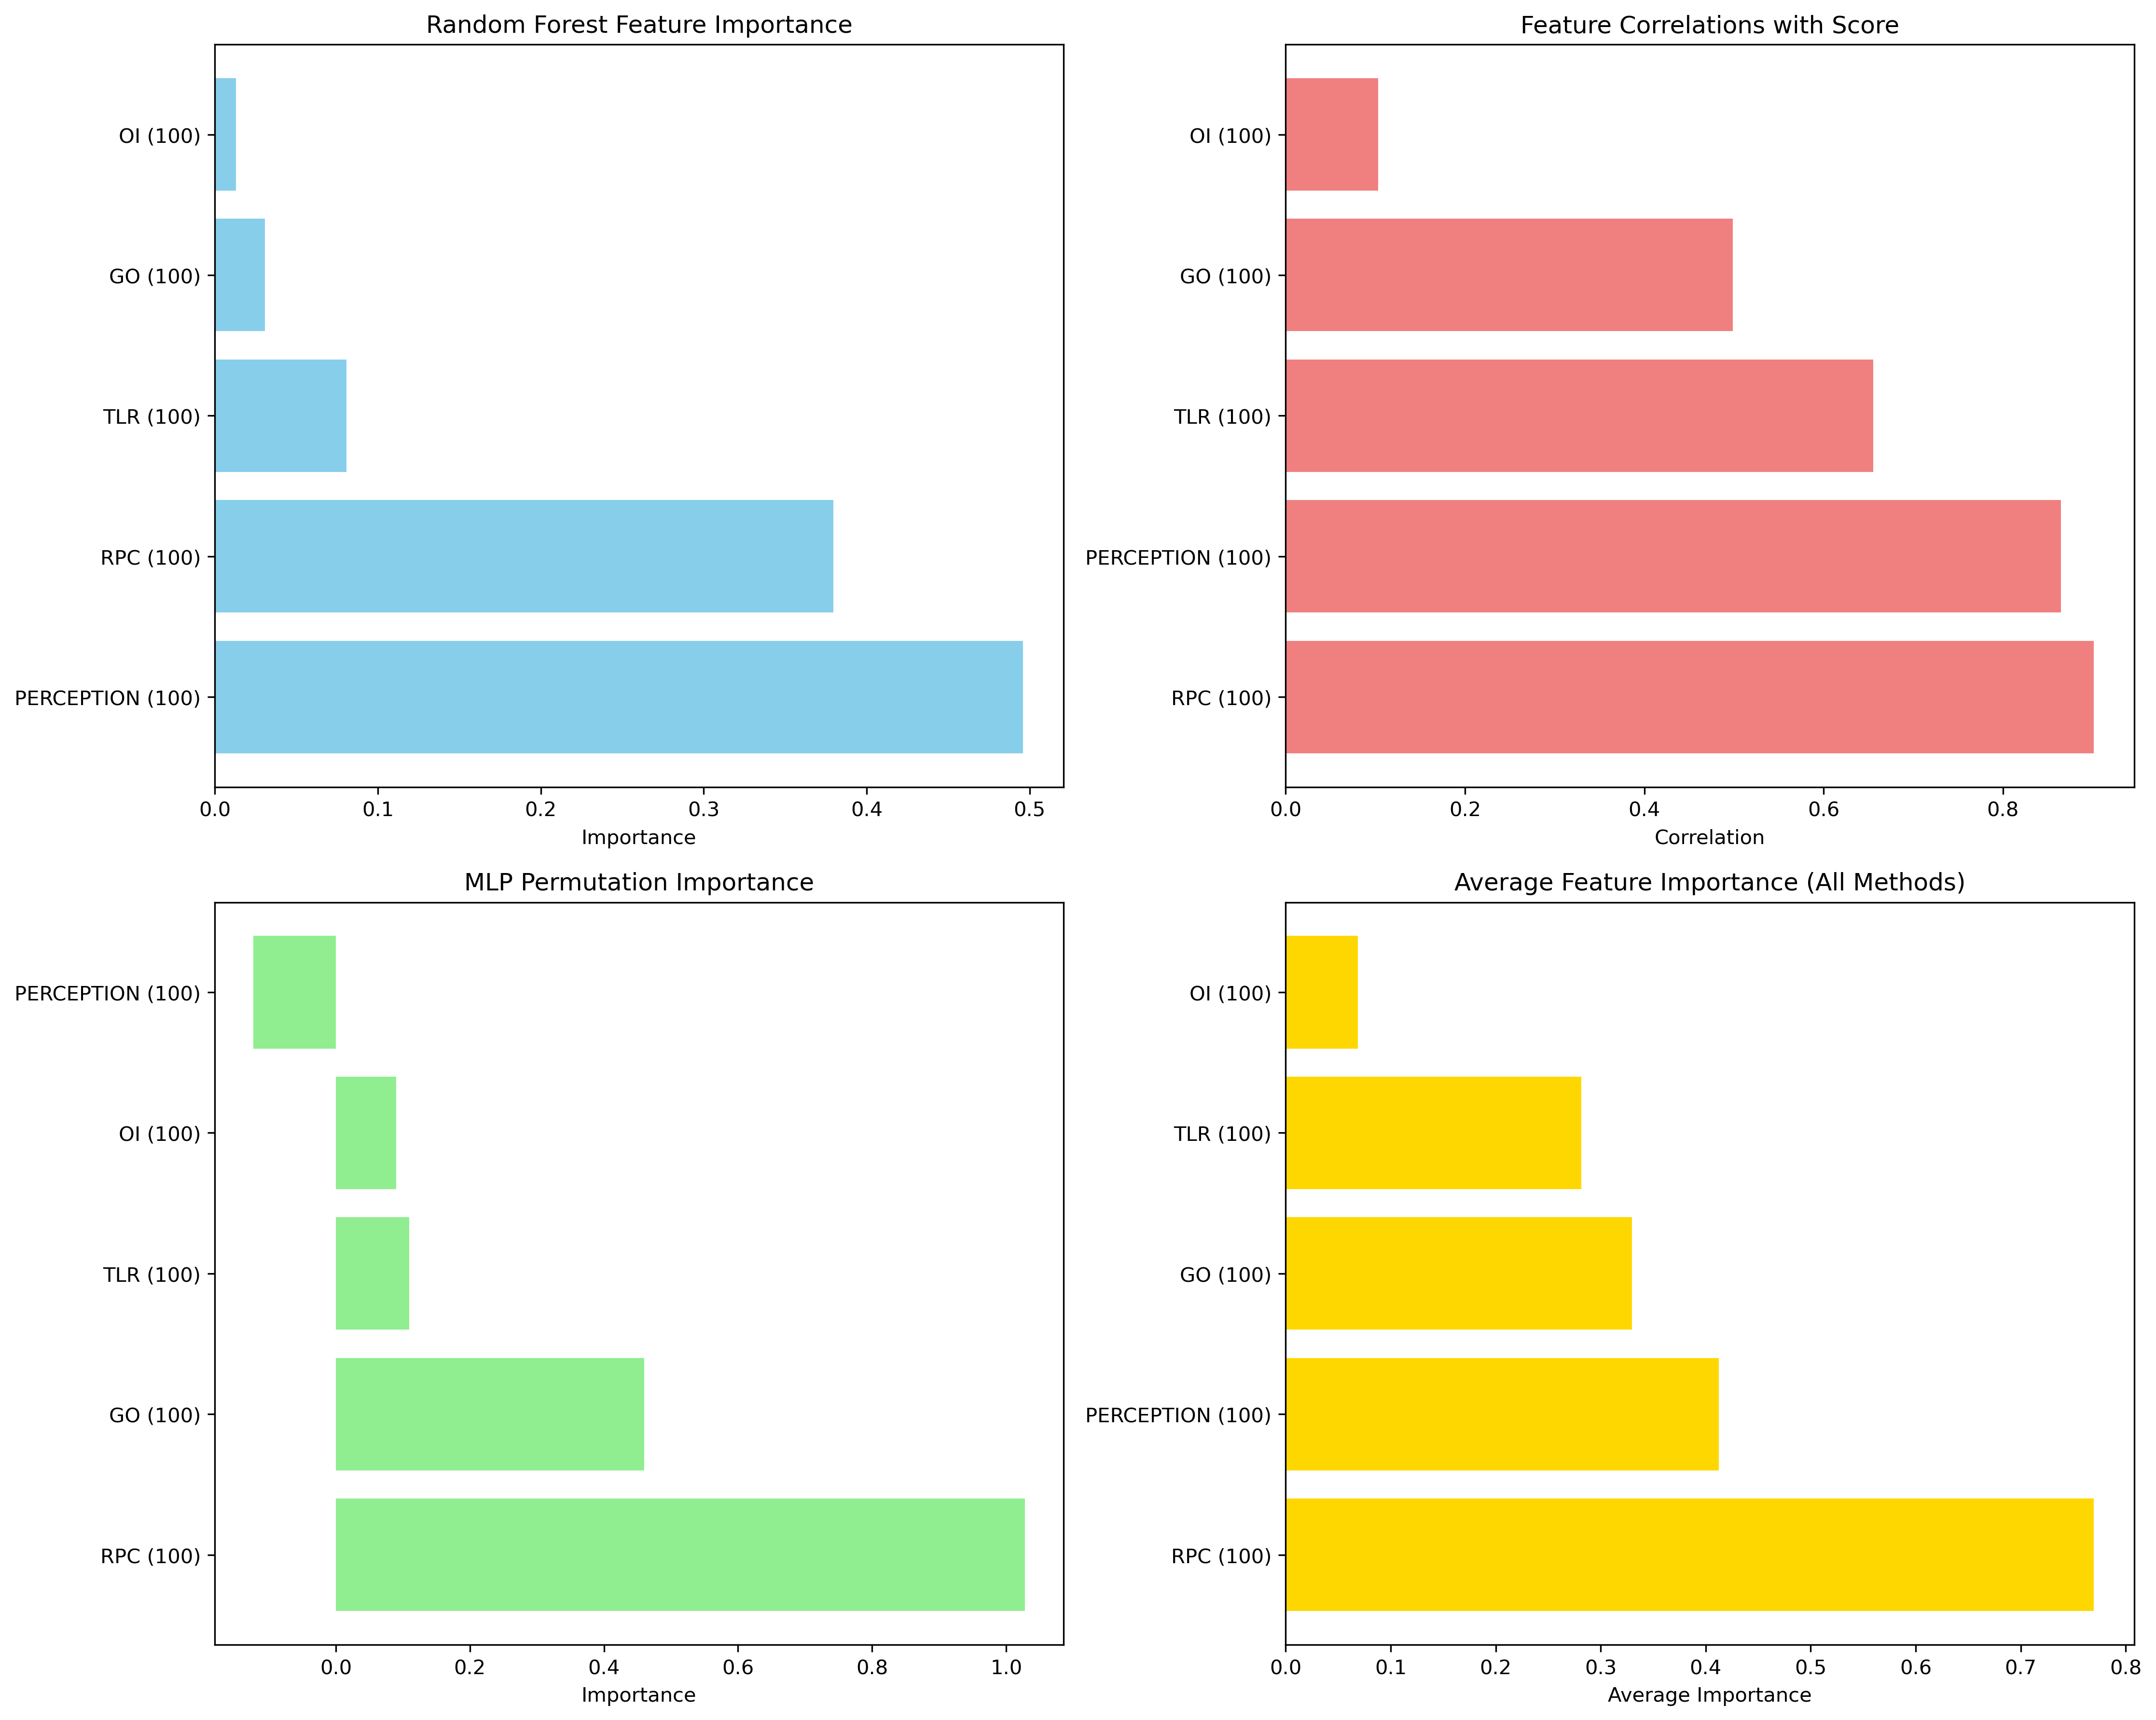 Random Forest Feature Importance
OI (100)
GO (100)
TLR (100)
RPC (100)
PERCEPTION (100)
0.0 0.1 0.2 0.3 0.4 0.5
Importance
Feature Correlations with Score
OI (100)
GO (100)
TLR (100)
PERCEPTION (100)
RPC (100)
0.0 0.2 0.4 0.6 0.8
Correlation
MLP Permutation Importance
PERCEPTION (100)
OI (100)
TLR (100)
GO (100)
RPC (100)
0.0 0.2 0.4 0.6 0.8 1.0
Importance
Average Feature Importance (All Methods)
OI (100)
TLR (100)
GO (100)
PERCEPTION (100)
RPC (100)
0.0 0.1 0.2 0.3 0.4 0.5 0.6 0.7 0.8
Average Importance